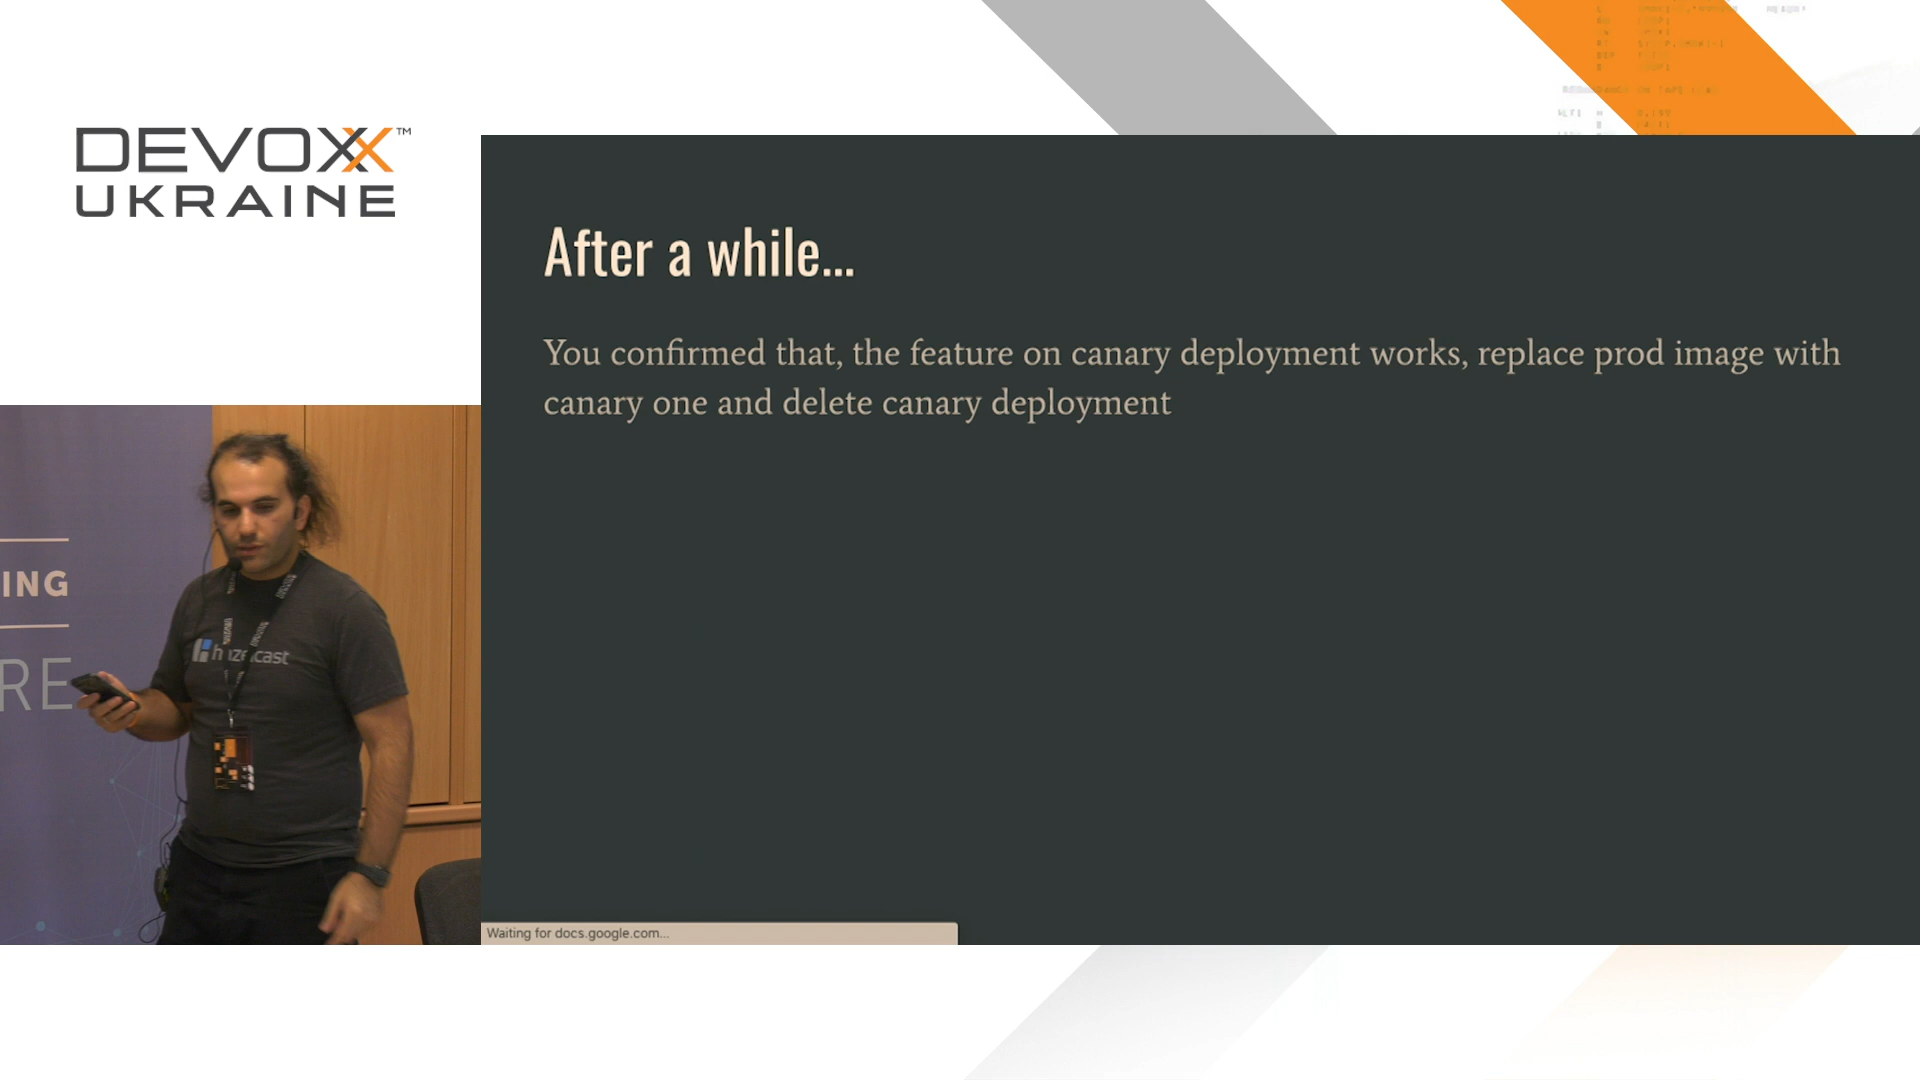 DEVOXX™
UKRAINE
After a while...
You confirmed that, the feature on canary deployment works, replace prod image with
canary one and delete canary deployment
ING
RE
hazelcast
Waiting for docs.google.com...